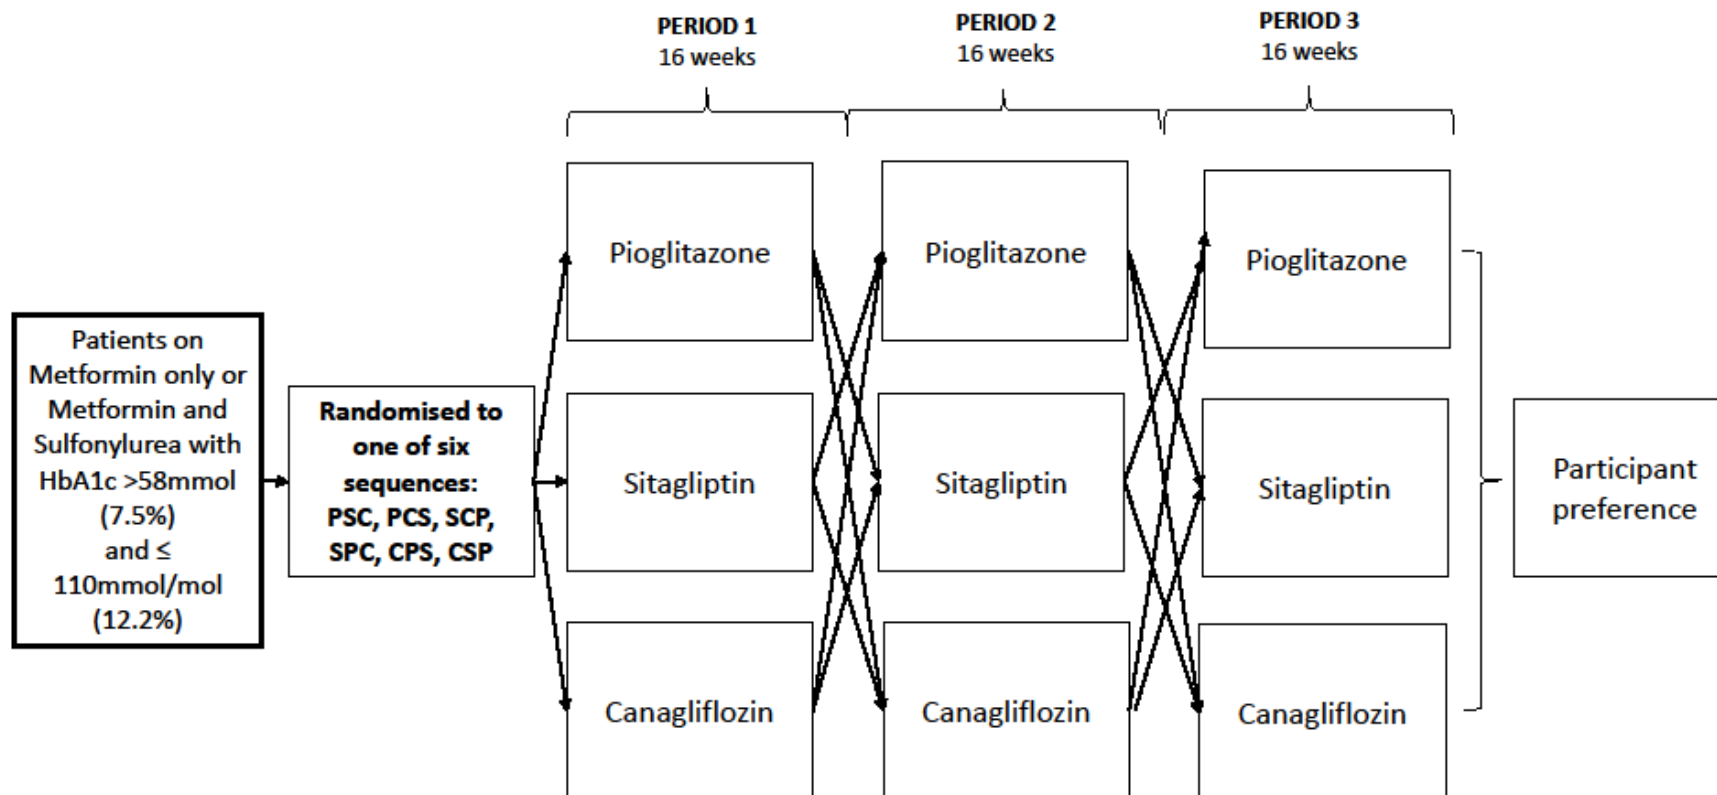 PERIOD 1
16 weeks
PERIOD 2
16 weeks
PERIOD 3
16 weeks
Patients on
Metformin only or
Metformin and
Sulfonylurea with
HbA1c >58mmol
(7.5%)
and ≤
110mmol/mol
(12.2%)
Randomised to
one of six
sequences:
PSC, PCS, SCP,
SPC, CPS, CSP
Pioglitazone
Sitagliptin
Canagliflozin
Pioglitazone
Sitagliptin
Canagliflozin
Pioglitazone
Sitagliptin
Canagliflozin
Participant
preference